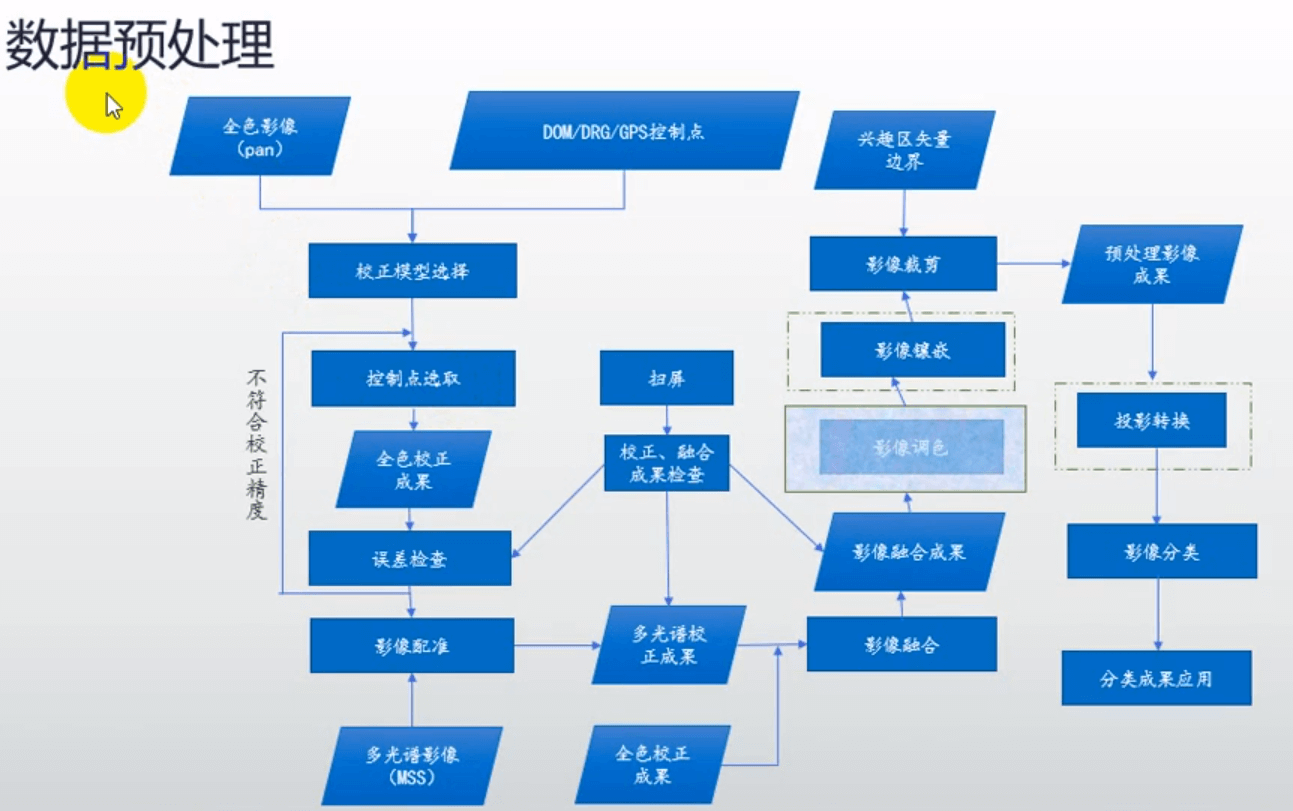 数据预处理
全色影像
（pan）
DOM/DRG/GPS控制点
兴趣区矢量
边界
校正模型选择
影像裁剪
预处理影像
成果
不符合校正精度
控制点选取
扫屏
影像镶嵌
投影转换
全色校正
成果
校正、融合
成果检查
影像调色
误差检查
影像融合成果
影像分类
影像配准
多光谱校
正成果
影像融合
分类成果应用
多光谱影像
（MSS）
全色校正
成果